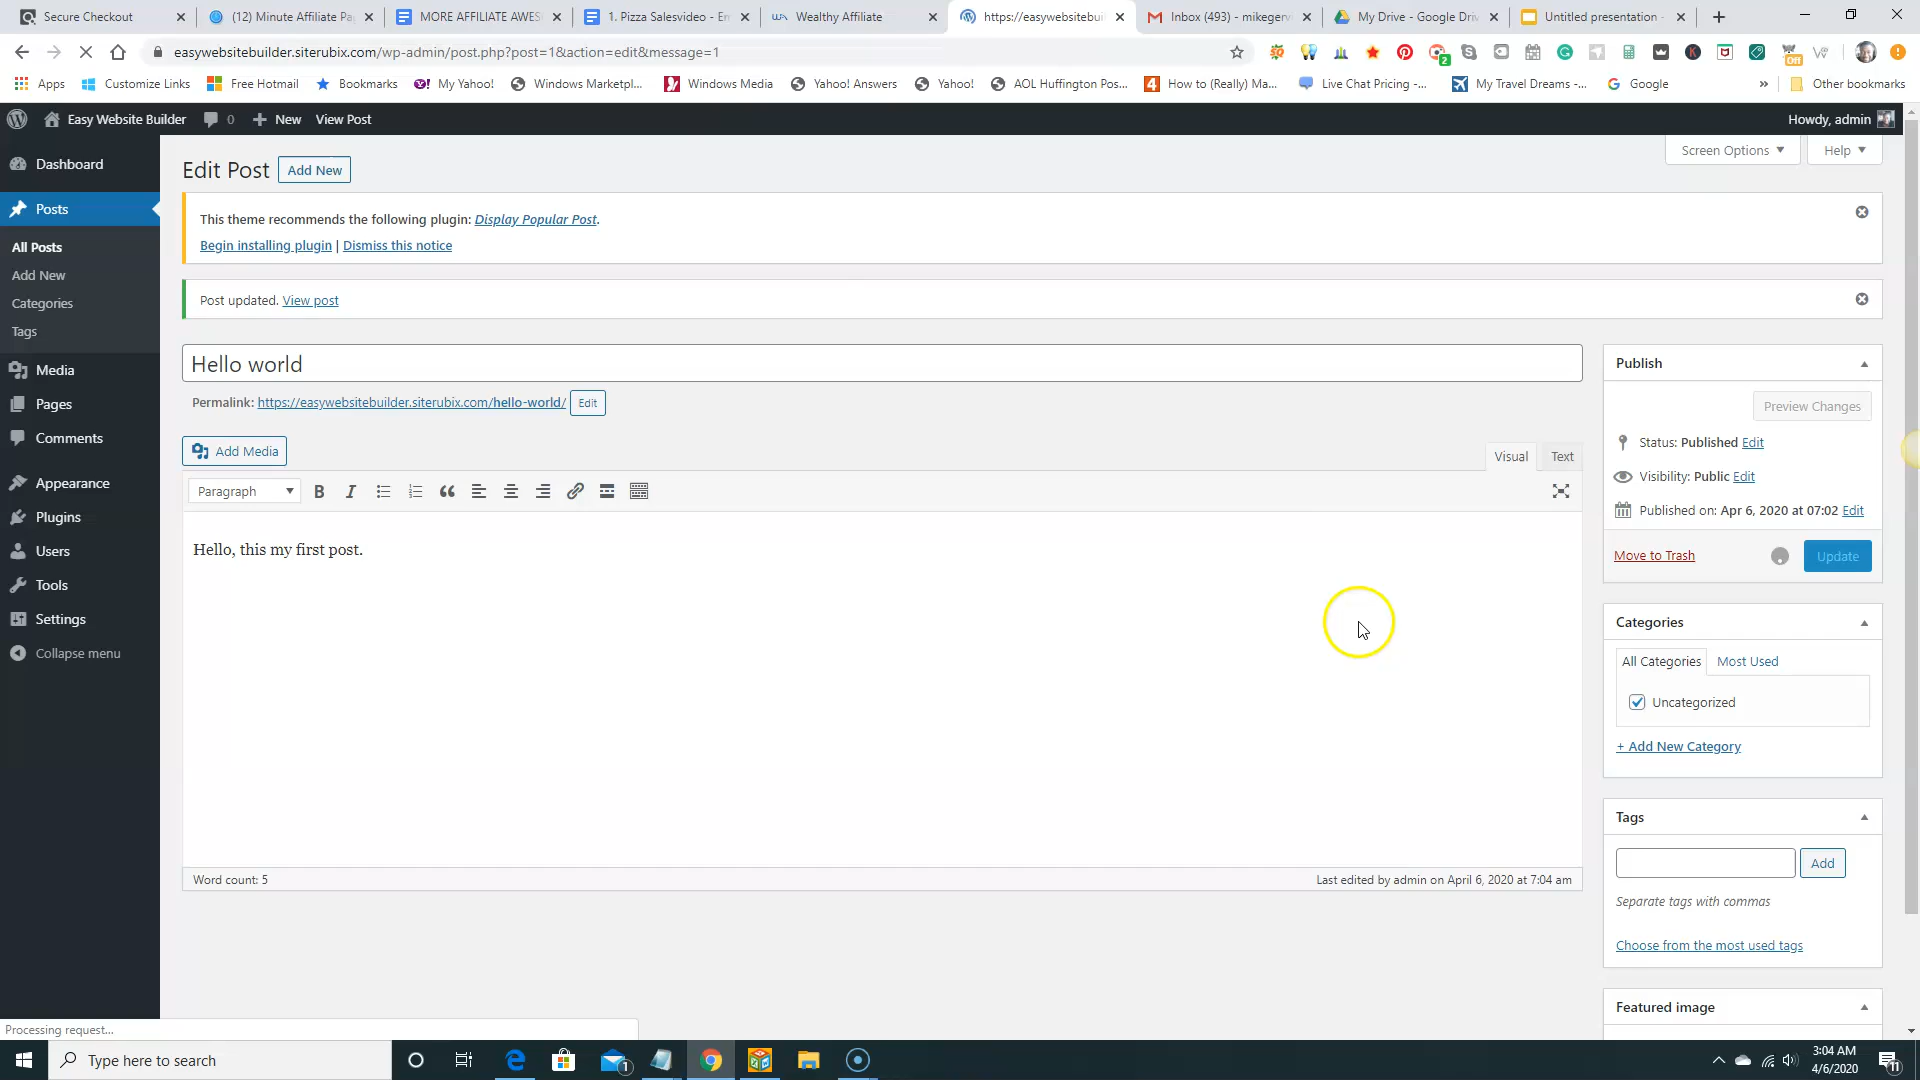 Secure Checkout
(12) Minute Affiliate Pa
MORE AFFILIATE AWES
1. Pizza Salesvideo - Em
Wealthy Affiliate
https://easywebsitebui
Inbox (493) - mikegerv
My Drive - Google Driv
Untitled presentation -
easywebsitebuilder.siterubix.com/wp-admin/post.php?post=1&action=edit&message=1
Apps
Customize Links
Free Hotmail
Bookmarks
My Yahoo!
Windows Marketpl...
Windows Media
Yahoo! Answers
Yahoo!
AOL Huffington Pos...
How to (Really) Ma...
Live Chat Pricing -...
My Travel Dreams -...
Google
»
Other bookmarks
Easy Website Builder
0
+ New
View Post
Howdy, admin
Dashboard
Posts
All Posts
Add New
Categories
Tags
Media
Pages
Comments
Appearance
Plugins
Users
Tools
Settings
Collapse menu
Edit Post
Add New
Screen Options
Help
This theme recommends the following plugin: Display Popular Post.
Begin installing plugin | Dismiss this notice
Post updated. View post
Hello world
Permalink: https://easywebsitebuilder.siterubix.com/hello-world/ Edit
Add Media
Visual
Text
Paragraph
B
I
Hello, this my first post.
Word count: 5
Last edited by admin on April 6, 2020 at 7:04 am
Publish
Preview Changes
Status: Published Edit
Visibility: Public Edit
Published on: Apr 6, 2020 at 07:02 Edit
Move to Trash
Update
Categories
All Categories
Most Used
Uncategorized
+ Add New Category
Tags
Add
Separate tags with commas
Choose from the most used tags
Featured image
Processing request...
Type here to search
1
3:04 AM
4/6/2020
11